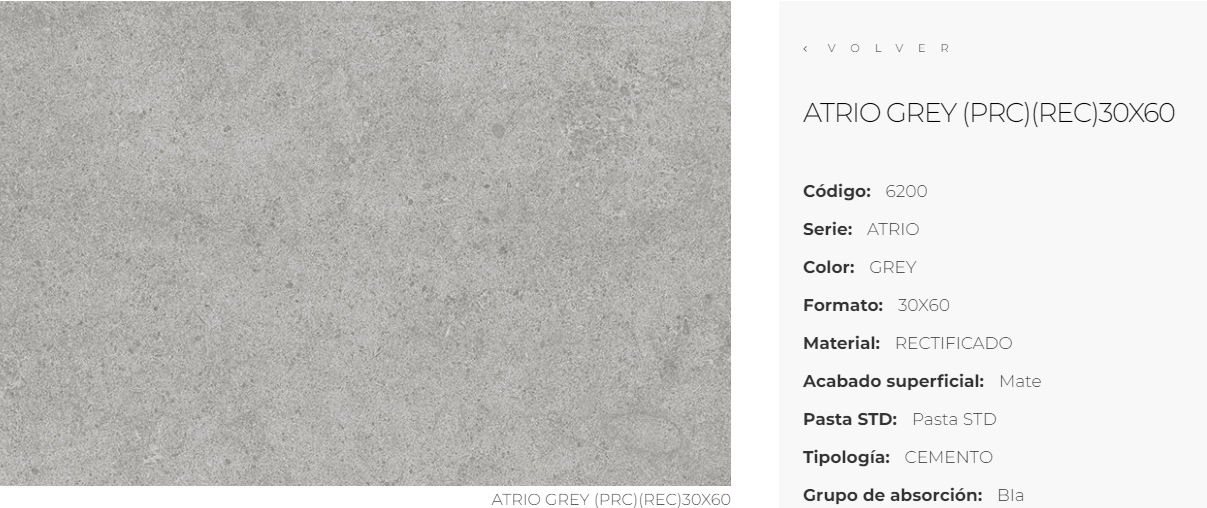 ‹ VOLVER
ATRIO GREY (PRC)(REC)30X60
Código: 6200
Serie: ATRIO
Color: GREY
Formato: 30X60
Material: RECTIFICADO
Acabado superficial: Mate
Pasta STD: Pasta STD
Tipología: CEMENTO
Grupo de absorción: BIa
ATRIO GREY (PRC)(REC)30X60